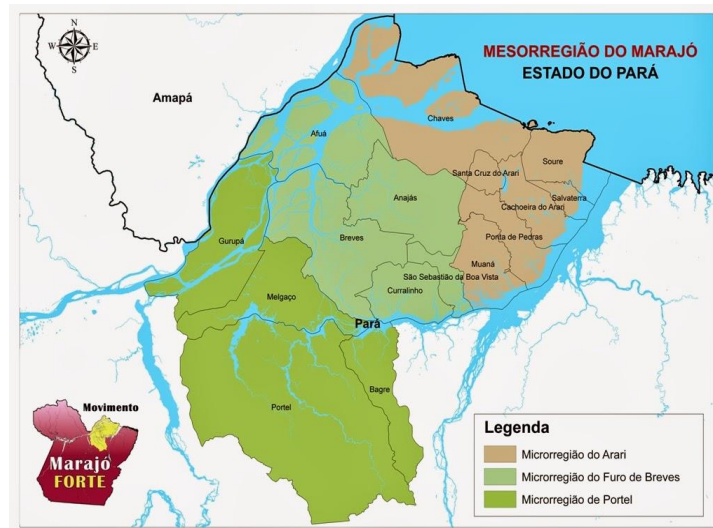 N
W
E
S
MESORREGIÃO DO MARAJÓ
ESTADO DO PARÁ
Amapá
Chaves
Afuá
Santa Cruz do Arari
Soure
Anajás
Salvaterra
Cachoeira do Arari
Gurupá
Breves
Ponta de Pedras
Muaná
São Sebastião da Boa Vista
Melgaço
Curralinho
Pará
Bagre
Portel
Movimento
Marajó
FORTE
Legenda
Microrregião do Arari
Microrregião do Furo de Breves
Microrregião de Portel